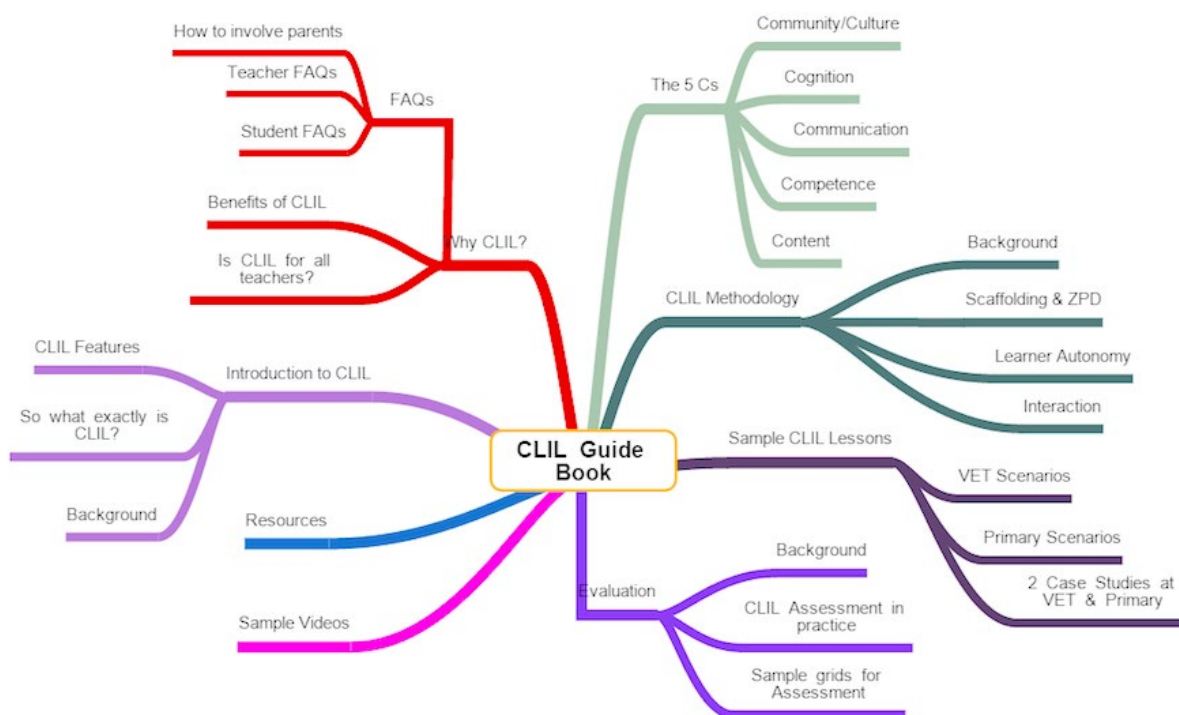 CLIL Guide
Book
Why CLIL?
FAQs
How to involve parents
Teacher FAQs
Student FAQs
Benefits of CLIL
Is CLIL for all
teachers?
Introduction to CLIL
CLIL Features
So what exactly is
CLIL?
Background
Resources
Sample Videos
The 5 Cs
Community/Culture
Cognition
Communication
Competence
Content
CLIL Methodology
Background
Scaffolding & ZPD
Learner Autonomy
Interaction
Sample CLIL Lessons
VET Scenarios
Primary Scenarios
2 Case Studies at
VET & Primary
Evaluation
Background
CLIL Assessment in
practice
Sample grids for
Assessment